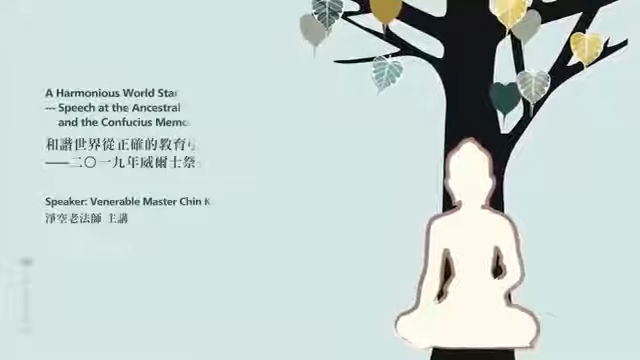 A Harmonious World
— Speech at the Ancestral
and the Confucius
和諧世界從正確的教育
——二〇一九年威爾士祭
Speaker: Venerable Master Chin
淨空老法師 主講